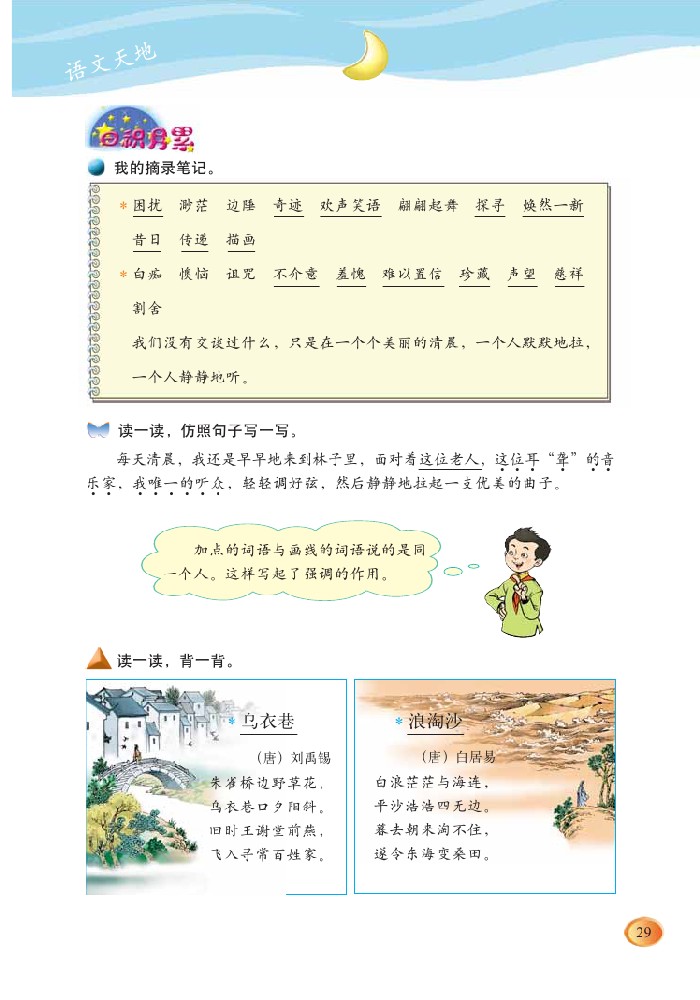 语文天地
日积月累
我的摘录笔记。
* 困扰 渺茫 边陲 奇迹 欢声笑语 翩翩起舞 探寻 焕然一新
昔日 传递 描画
* 白痴 懊恼 诅咒 不介意 羞愧 难以置信 珍藏 声望 慈祥
割舍
我们没有交谈过什么，只是在一个个美丽的清晨，一个人默默地拉，
一个人静静地听。
读一读，仿照句子写一写。
每天清晨，我还是早早地来到林子里，面对着这位老人，这位耳“聋”的音
乐家，我唯一的听众，轻轻调好弦，然后静静地拉起一支优美的曲子。
加点的词语与画线的词语说的是同
一个人。这样写起了强调的作用。
读一读，背一背。
* 乌衣巷
（唐）刘禹锡
朱雀桥边野草花，
乌衣巷口夕阳斜。
旧时王谢堂前燕，
飞入寻常百姓家。
* 浪淘沙
（唐）白居易
白浪茫茫与海连，
平沙浩浩四无边。
暮去朝来淘不住，
遂令东海变桑田。
29